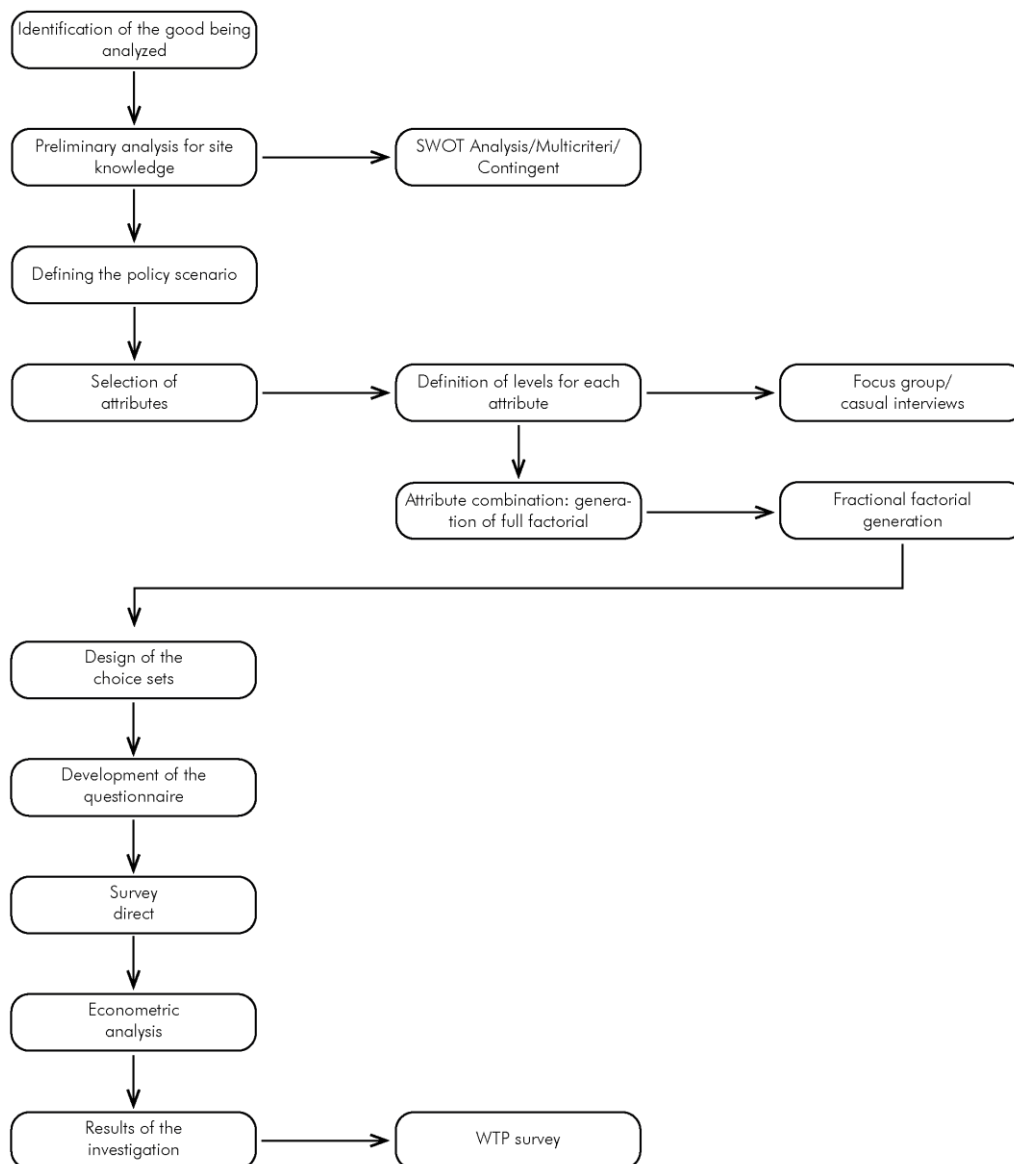 Identification of the good being
analyzed
Preliminary analysis for site
knowledge
SWOT Analysis/Multicriteri/
Contingent
Defining the policy scenario
Selection of
attributes
Definition of levels for each
attribute
Focus group/
casual interviews
Attribute combination: genera-
tion of full factorial
Fractional factorial
generation
Design of the
choice sets
Development of the
questionnaire
Survey
direct
Econometric
analysis
Results of the
investigation
WTP survey